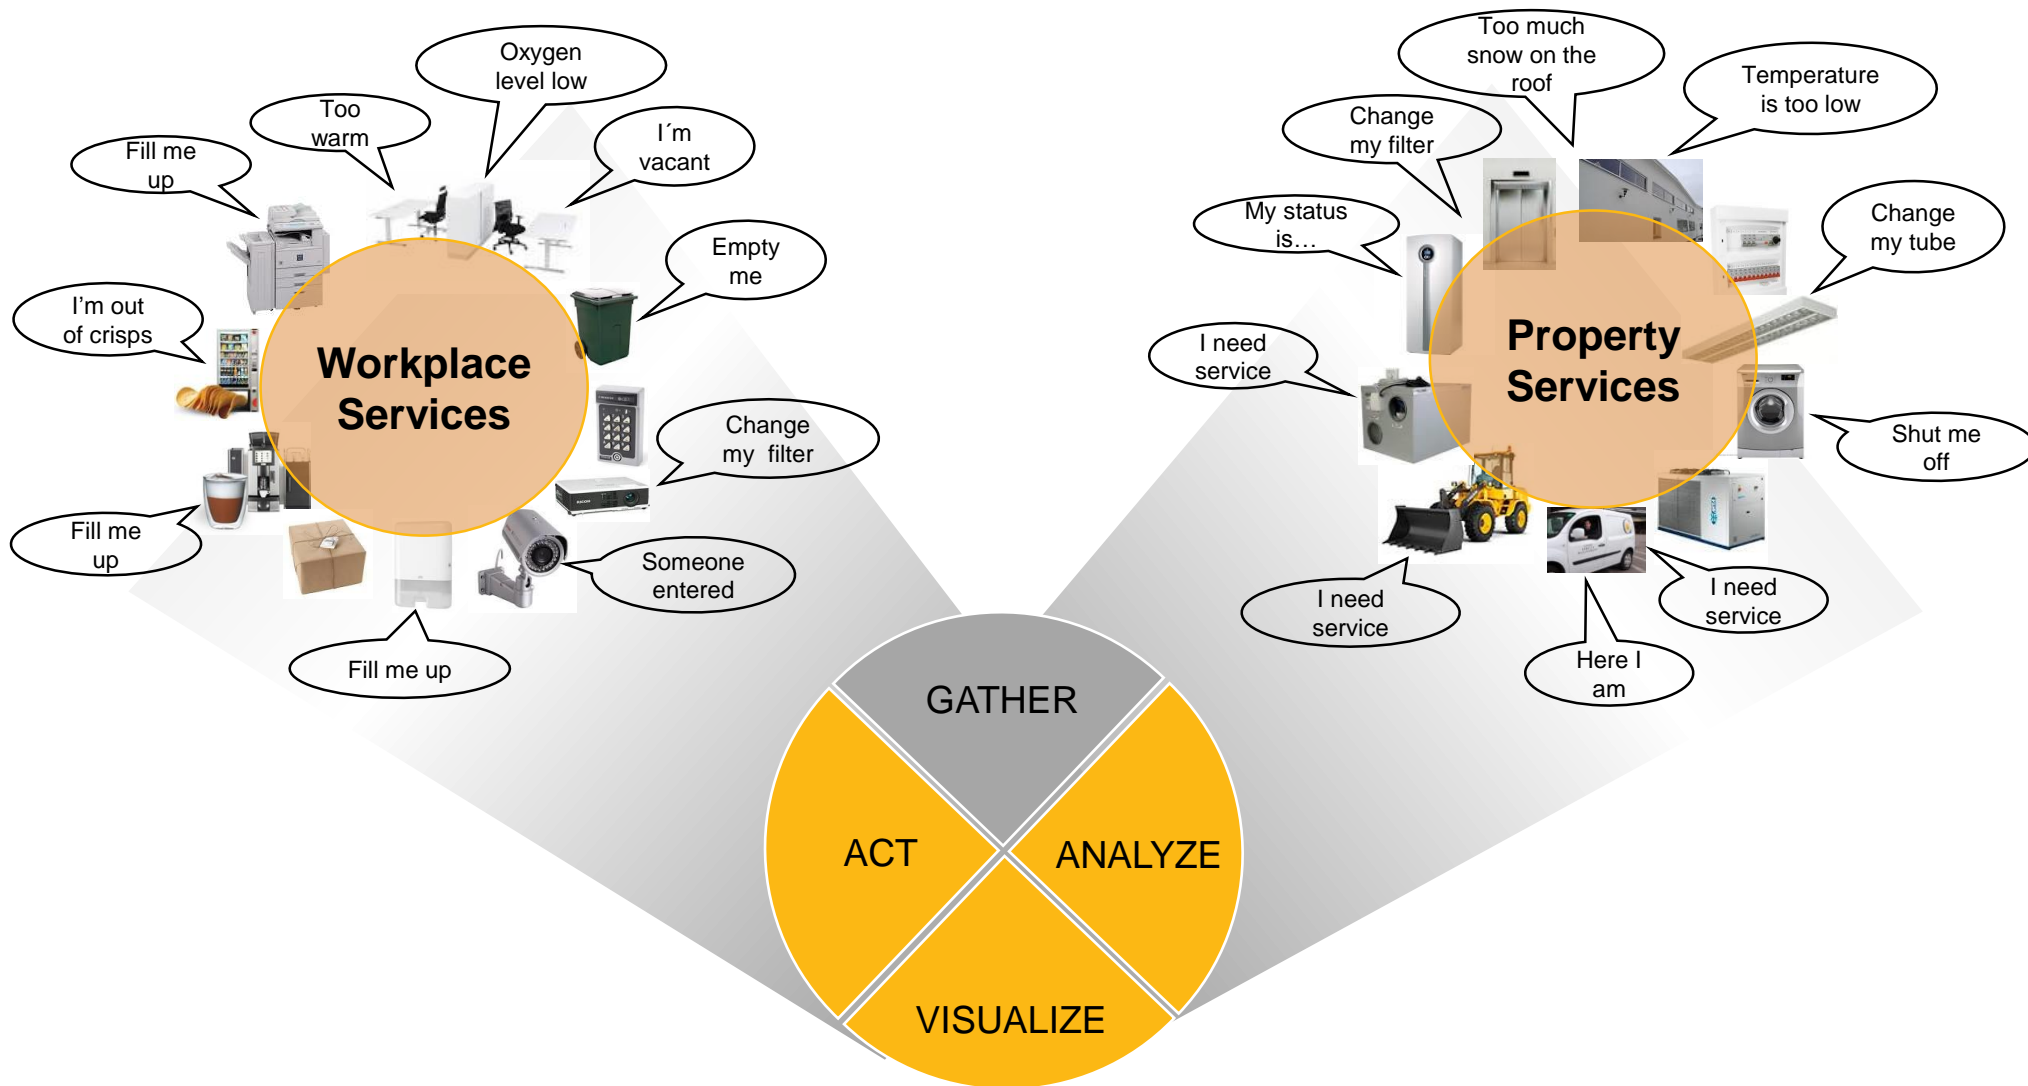 Oxygen
level low
Too
warm
I´m
vacant
Fill me
up
Empty
me
I'm out
of crisps
Workplace
Services
Change
my  filter
Fill me
up
Someone
entered
Fill me up
Too much
snow on the
roof
Temperature
is too low
Change
my filter
My status
is…
Change
my tube
I need
service
Property
Services
Shut me
off
I need
service
I need
service
Here I
am
GATHER
ACT
ANALYZE
VISUALIZE